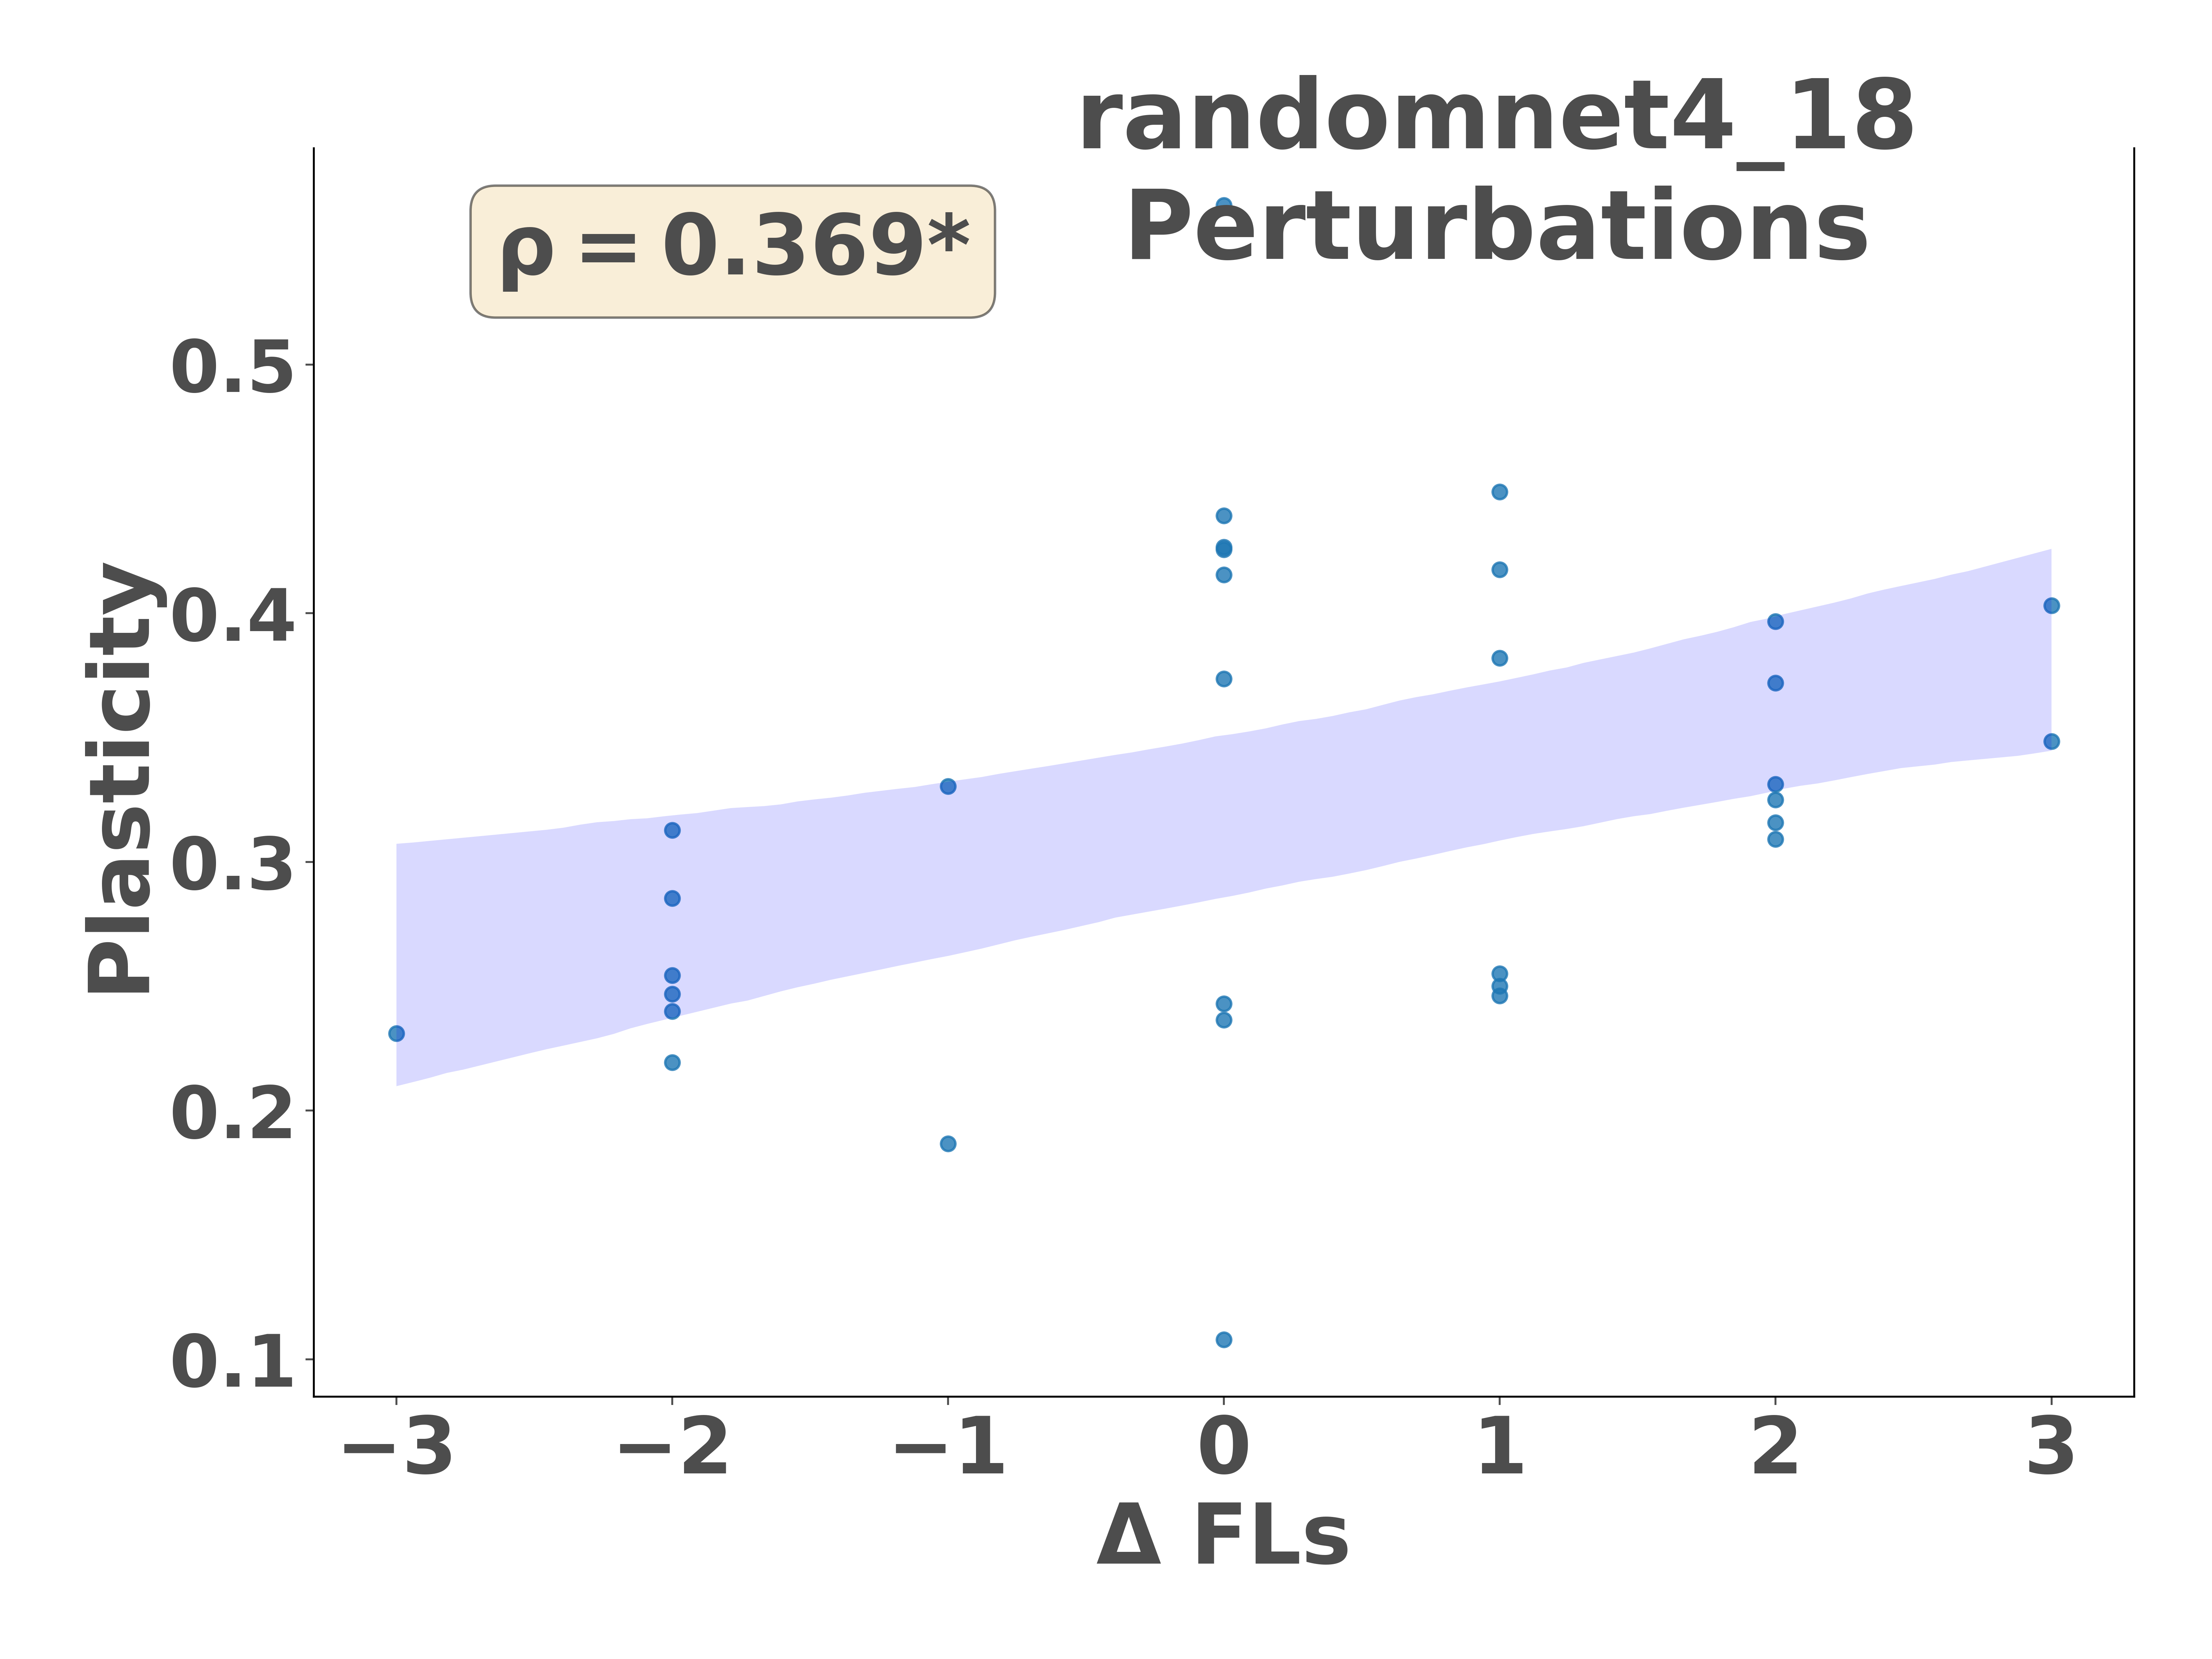 randomnet4_18
Perturbations
ρ = 0.369*
Plasticity
0.5
0.4
0.3
0.2
0.1
−3 −2 −1 0 1 2 3
Δ FLs